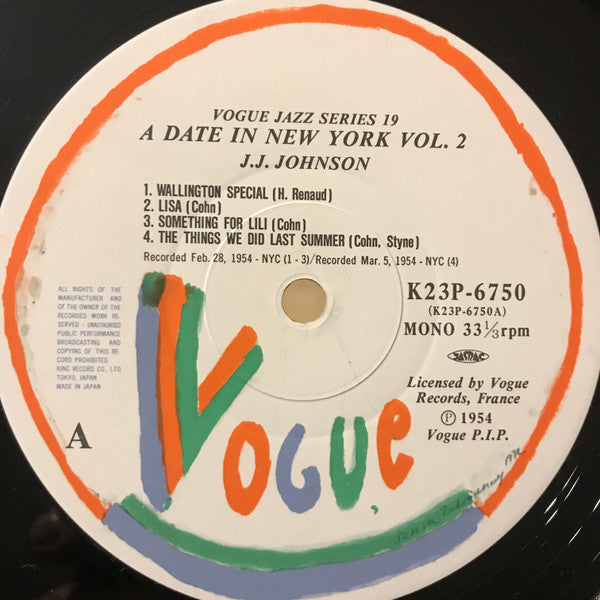 VOGUE JAZZ SERIES 19
A DATE IN NEW YORK VOL. 2
J.J. JOHNSON
1. WALLINGTON SPECIAL (H. Renaud)
2. LISA (Cohn)
3. SOMETHING FOR LILI (Cohn)
4. THE THINGS WE DID LAST SUMMER (Cohn, Styne)
Recorded Feb. 28, 1954 - NYC (1 - 3)/Recorded Mar. 5, 1954 - NYC (4)
ALL RIGHTS OF THE
MANUFACTURER AND
OF THE OWNER OF THE
RECORDED WORK RE-
SERVED - UNAUTHORISED
PUBLIC PERFORMANCE
BROADCASTING AND
COPYING OF THIS RE-
CORD PROHIBITED.
KING RECORD CO., LTD
TOKYO, JAPAN
MADE IN JAPAN
K23P-6750
(K23P-6750A)
MONO 33⅓rpm
JASRAC
Licensed by Vogue
Records, France
Ⓟ 1954
Vogue P.I.P.
A
VOGUE